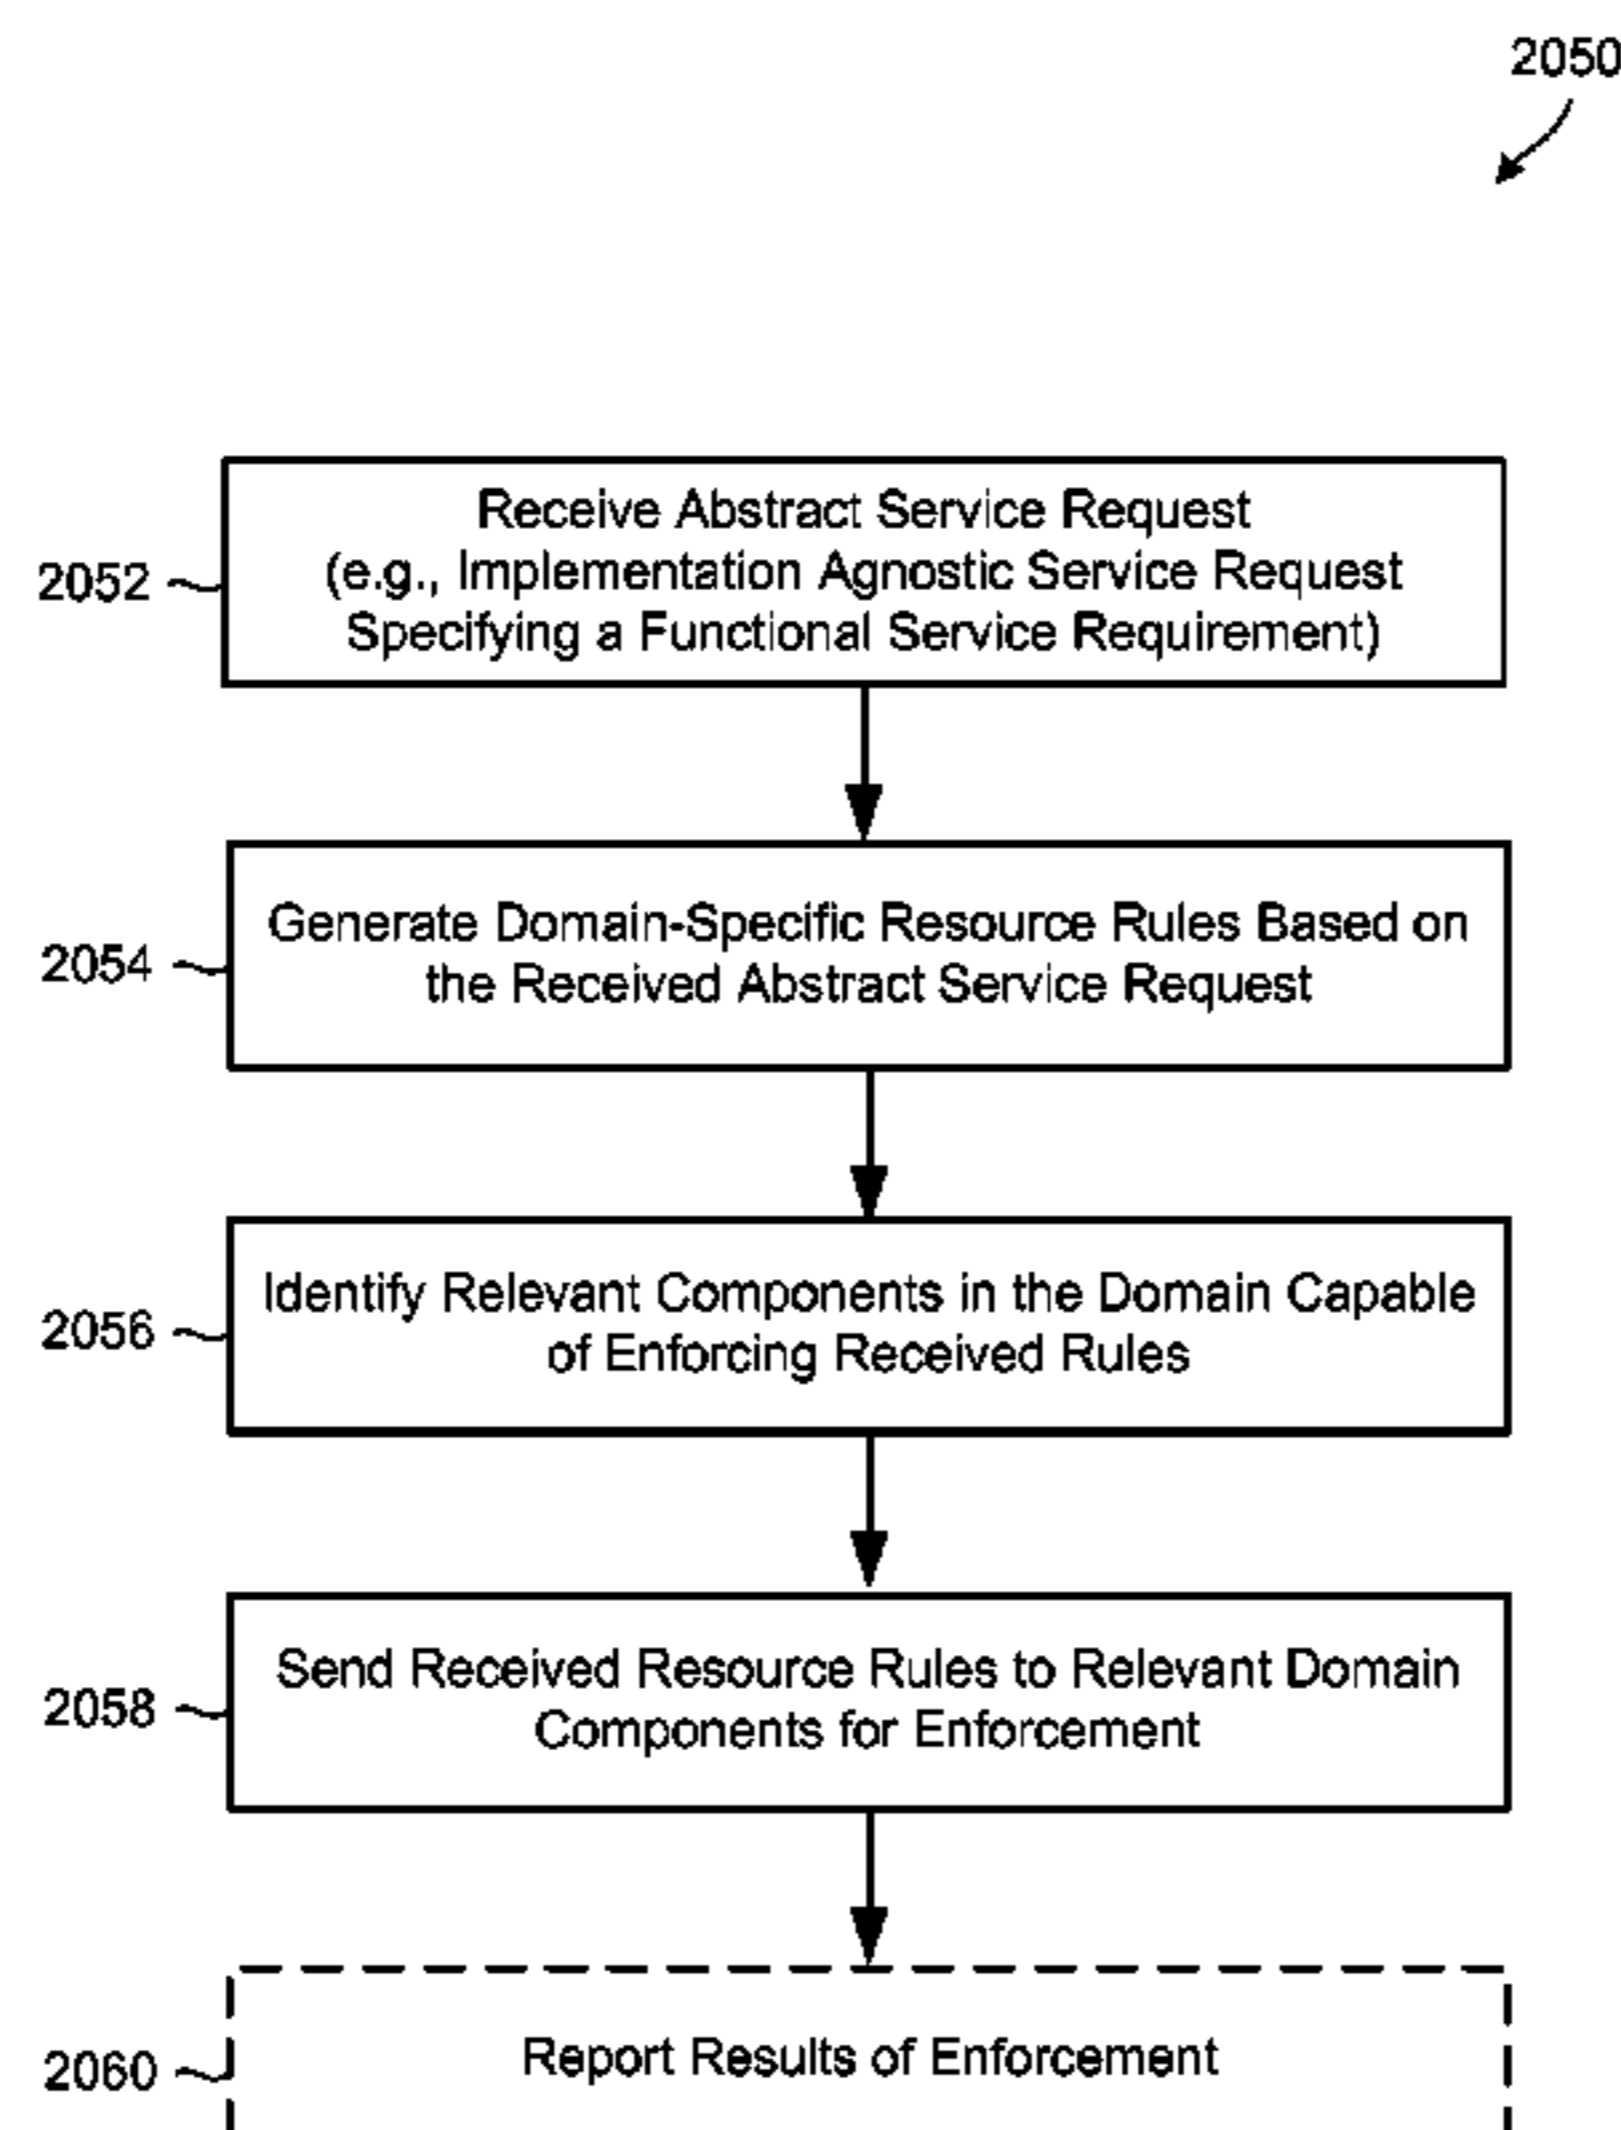 2050
Receive Abstract Service Request
(e.g., Implementation Agnostic Service Request
Specifying a Functional Service Requirement)
2052
Generate Domain-Specific Resource Rules Based on
the Received Abstract Service Request
2054
Identify Relevant Components in the Domain Capable
of Enforcing Received Rules
2056
Send Received Resource Rules to Relevant Domain
Components for Enforcement
2058
Report Results of Enforcement
2060